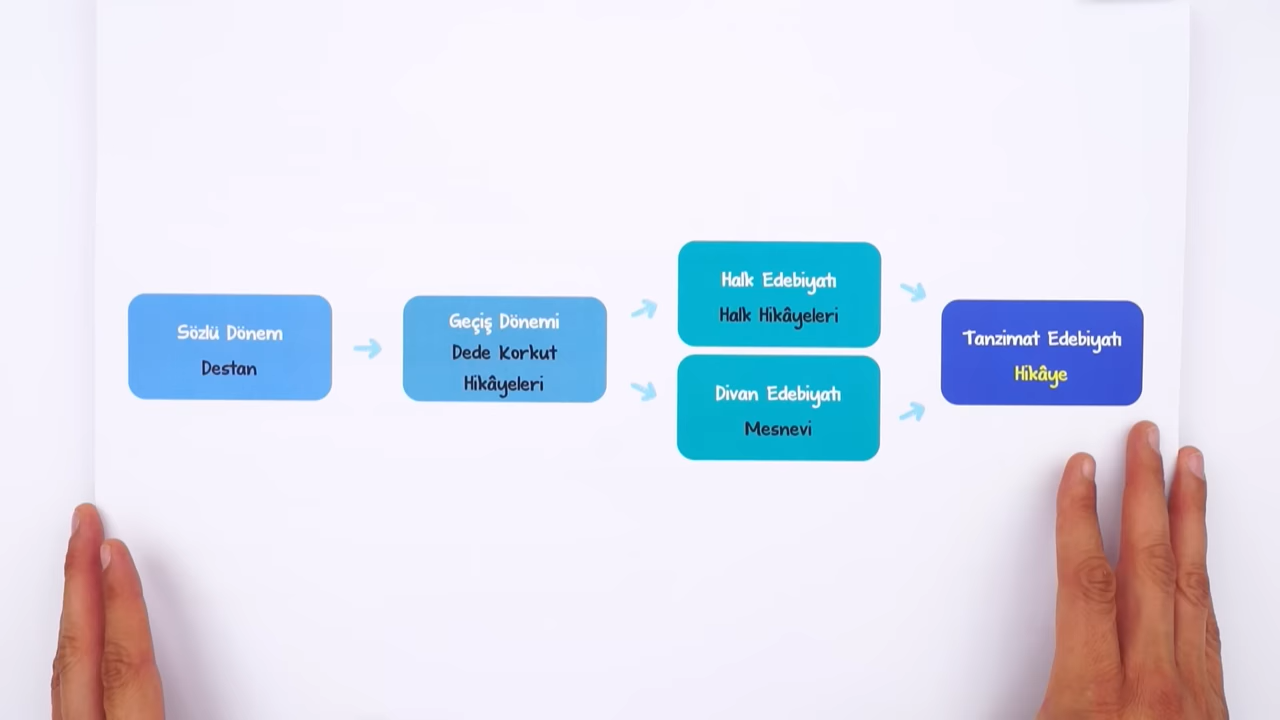 Sözlü Dönem
Destan
Geçiş Dönemi
Dede Korkut
Hikâyeleri
Halk Edebiyatı
Halk Hikâyeleri
Divan Edebiyatı
Mesnevi
Tanzimat Edebiyatı
Hikâye